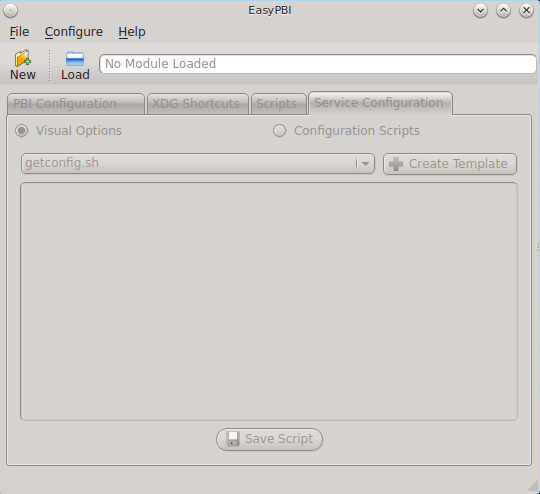 EasyPBI
File Configure Help
New Load No Module Loaded
PBI Configuration XDG Shortcuts Scripts Service Configuration
Visual Options Configuration Scripts
getconfig.sh Create Template
Save Script